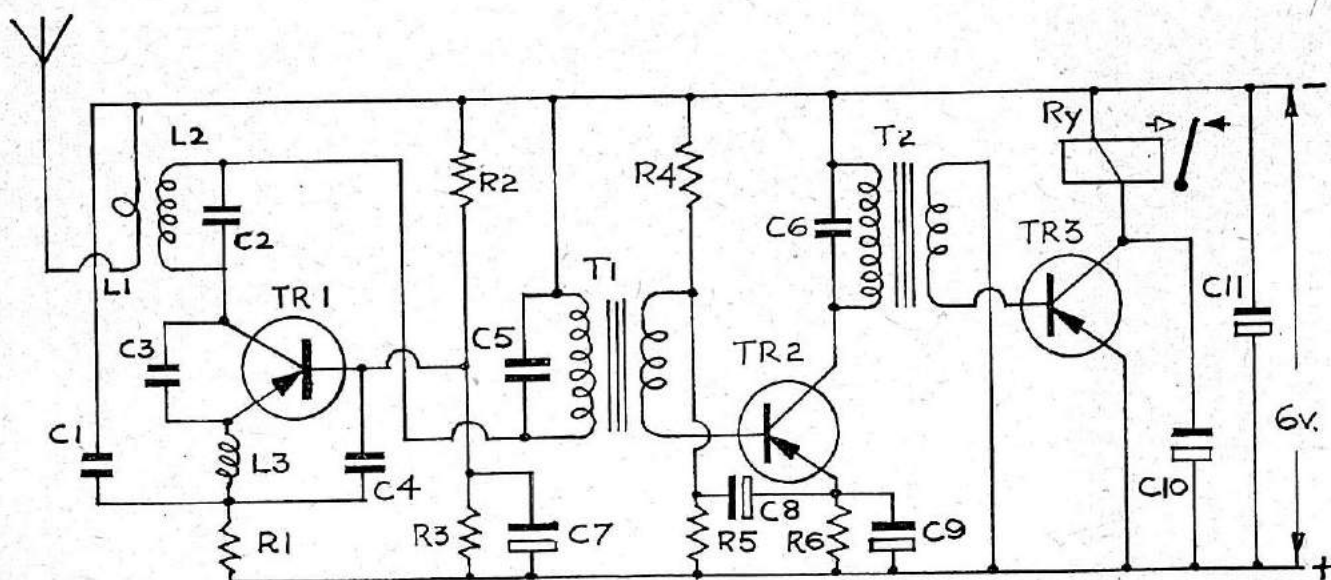 L2
L1
C2
C3
TR1
C1
L3
C4
R1
R2
R3
C7
C5
T1
R4
C6
T2
TR2
C8
R5
R6
C9
TR3
Ry
C10
C11
6v.
-
+